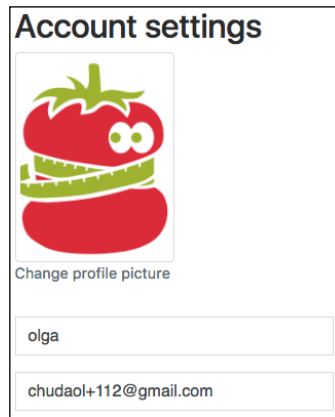 Account settings
Change profile picture
olga
chudaol+112@gmail.com